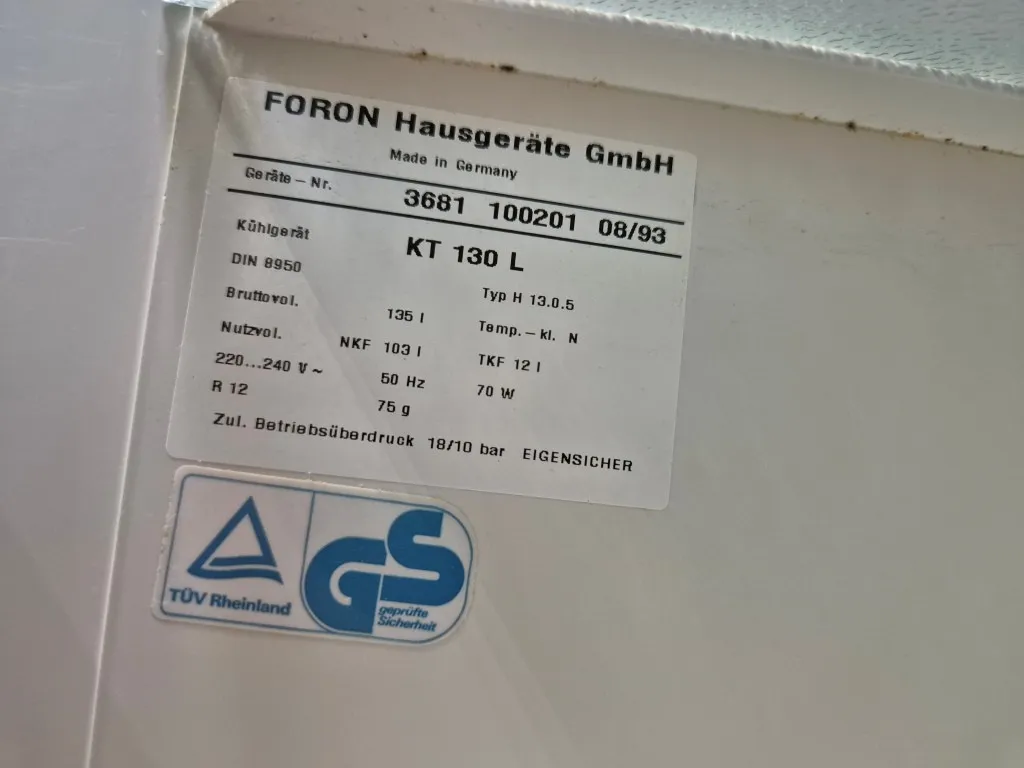 FORON Hausgeräte GmbH
Made in Germany
Geräte – Nr. 3681 100201 08/93
Kühlgerät KT 130 L
DIN 8950 Typ H 13.0.5
Bruttovol. 135 l Temp. – kl. N
Nutzvol. NKF 103 l TKF 12 l
220...240 V ~ 50 Hz 70 W
R 12 75 g
Zul. Betriebsüberdruck 18/10 bar EIGENSICHER
TÜV Rheinland
GS
geprüfte
Sicherheit